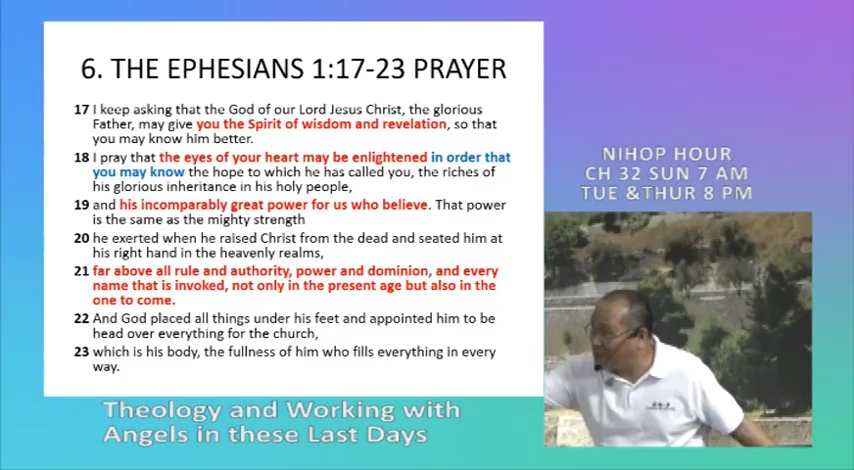 6. THE EPHESIANS 1:17-23 PRAYER
17 I keep asking that the God of our Lord Jesus Christ, the glorious
Father, may give you the Spirit of wisdom and revelation, so that
you may know him better.
18 I pray that the eyes of your heart may be enlightened in order that
you may know the hope to which he has called you, the riches of
his glorious inheritance in his holy people,
19 and his incomparably great power for us who believe. That power
is the same as the mighty strength
20 he exerted when he raised Christ from the dead and seated him at
his right hand in the heavenly realms,
21 far above all rule and authority, power and dominion, and every
name that is invoked, not only in the present age but also in the
one to come.
22 And God placed all things under his feet and appointed him to be
head over everything for the church,
23 which is his body, the fullness of him who fills everything in every
way.
NIHOP HOUR
CH 32 SUN 7 AM
TUE &THUR 8 PM
Theology and Working with
Angels in these Last Days